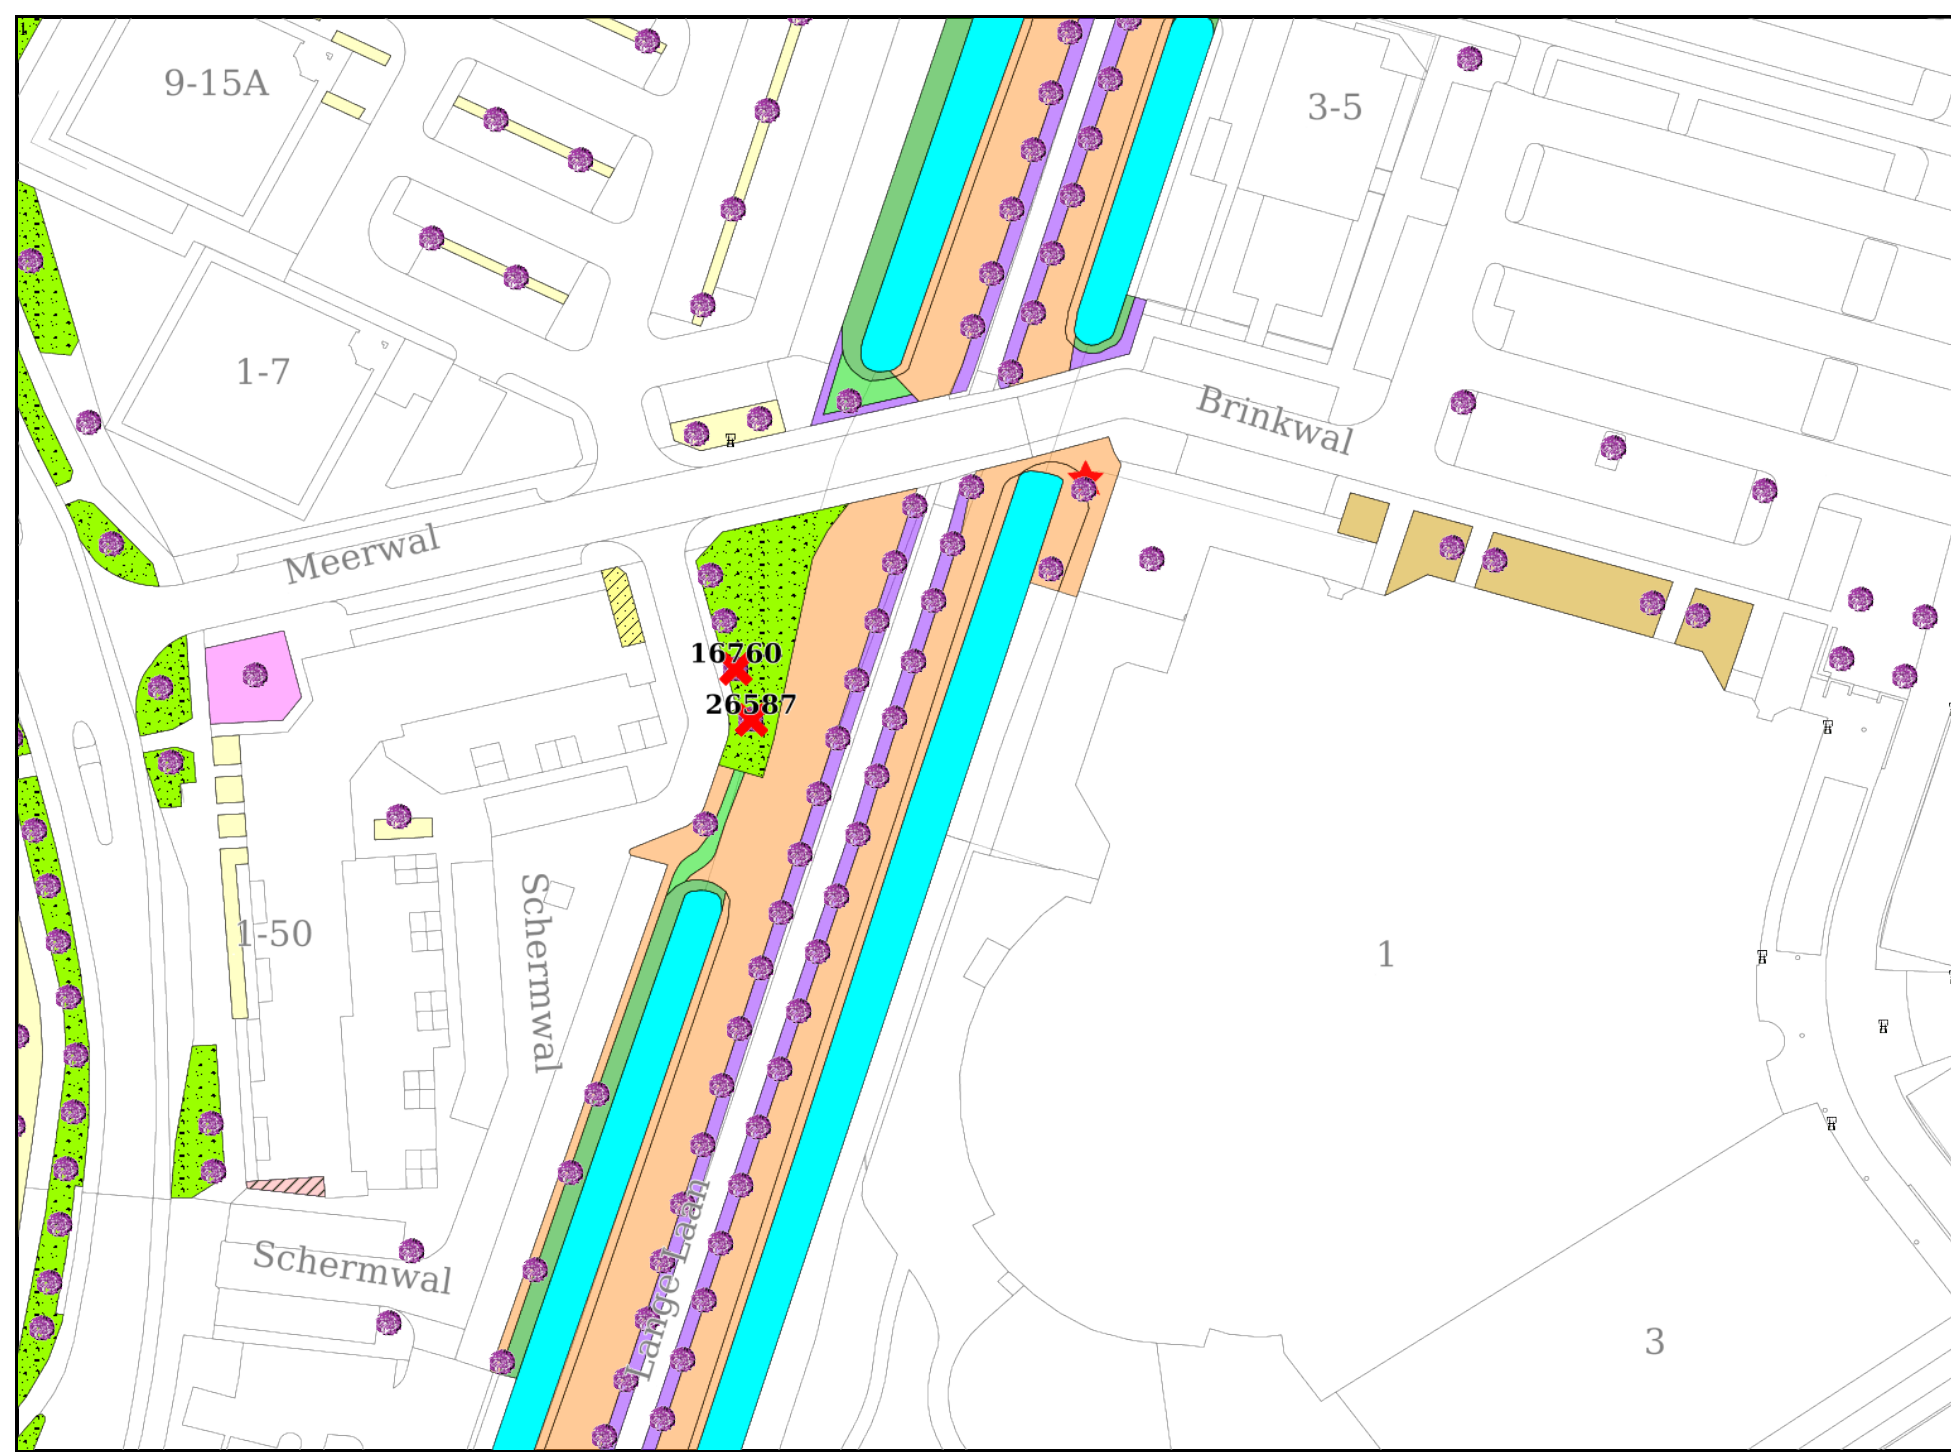 9-15A
3-5
1-7
Brinkwal
Meerwal
16760
26587
Schermwal
1-50
1
Lange Laan
Schermwal
3